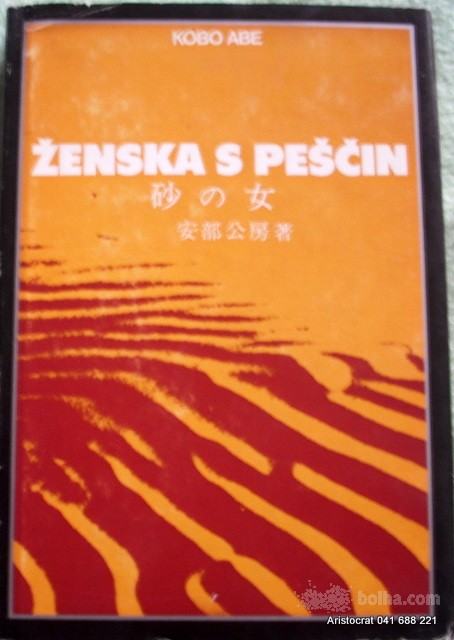 KOBO ABE
ŽENSKA S PEŠČIN
砂の女
安部公房著
bolha.com
Aristocrat 041 688 221